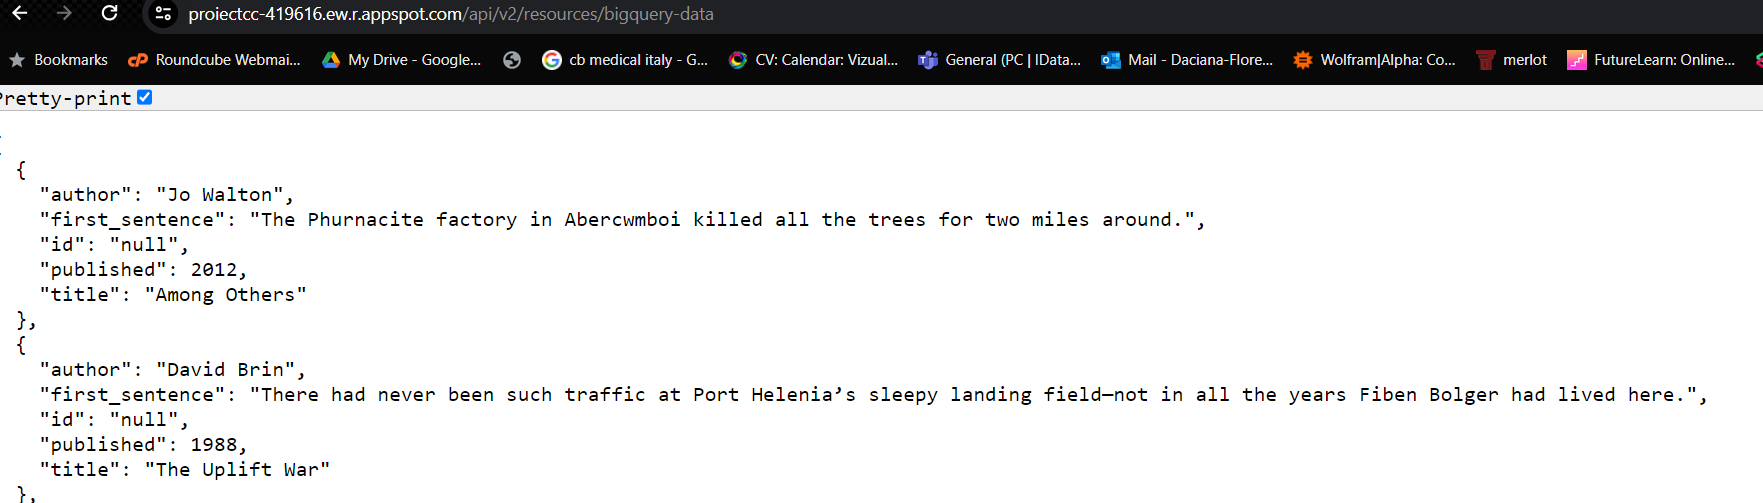 proiectcc-419616.ew.r.appspot.com/api/v2/resources/bigquery-data
Bookmarks Roundcube Webmai... My Drive - Google... cb medical italy - G... CV: Calendar: Vizual... General (PC | IData... Mail - Daciana-Flore... Wolfram|Alpha: Co... merlot FutureLearn: Online...
Pretty-print
{
"author": "Jo Walton",
"first_sentence": "The Phurnacite factory in Abercwmboi killed all the trees for two miles around.",
"id": "null",
"published": 2012,
"title": "Among Others"
},
{
"author": "David Brin",
"first_sentence": "There had never been such traffic at Port Helenia’s sleepy landing field—not in all the years Fiben Bolger had lived here.",
"id": "null",
"published": 1988,
"title": "The Uplift War"
},